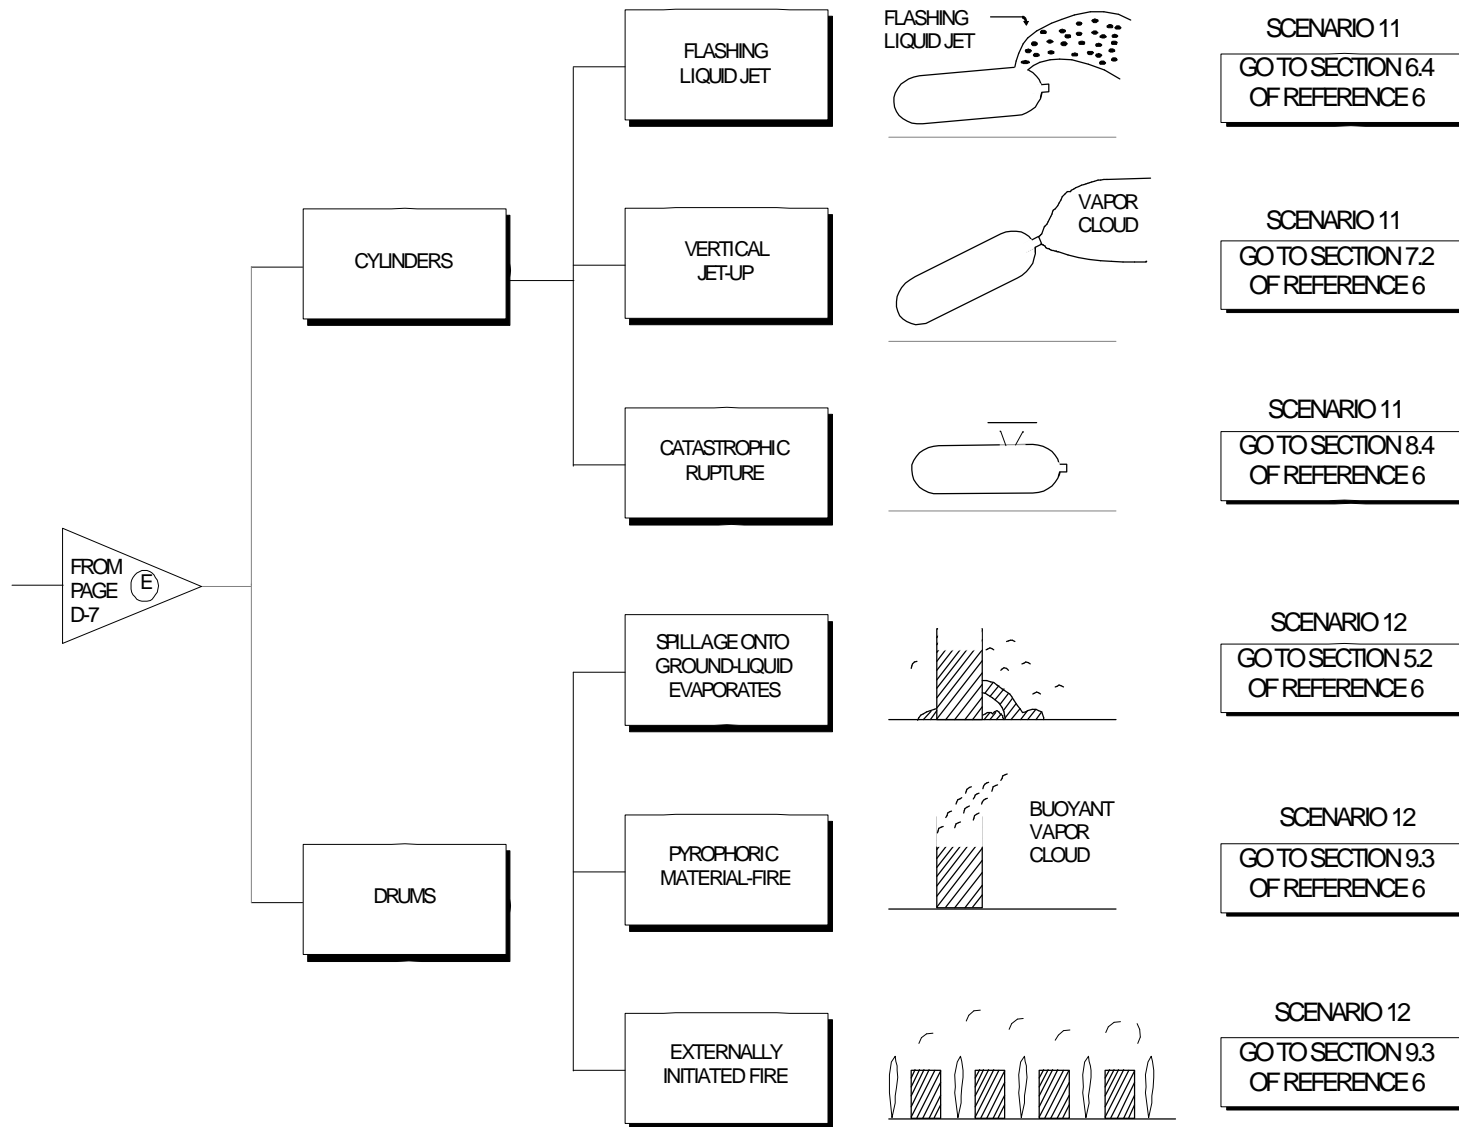 FLASHING
LIQUID JET
FLASHING
LIQUID JET
SCENARIO 11
GO TO SECTION 6.4
OF REFERENCE 6
CYLINDERS
VERTICAL
JET-UP
VAPOR
CLOUD
SCENARIO 11
GO TO SECTION 7.2
OF REFERENCE 6
CATASTROPHIC
RUPTURE
SCENARIO 11
GO TO SECTION 8.4
OF REFERENCE 6
FROM
PAGE
D-7
E
SPILLAGE ONTO
GROUND-LIQUID
EVAPORATES
SCENARIO 12
GO TO SECTION 5.2
OF REFERENCE 6
DRUMS
PYROPHORIC
MATERIAL-FIRE
BUOYANT
VAPOR
CLOUD
SCENARIO 12
GO TO SECTION 9.3
OF REFERENCE 6
EXTERNALLY
INITIATED FIRE
SCENARIO 12
GO TO SECTION 9.3
OF REFERENCE 6